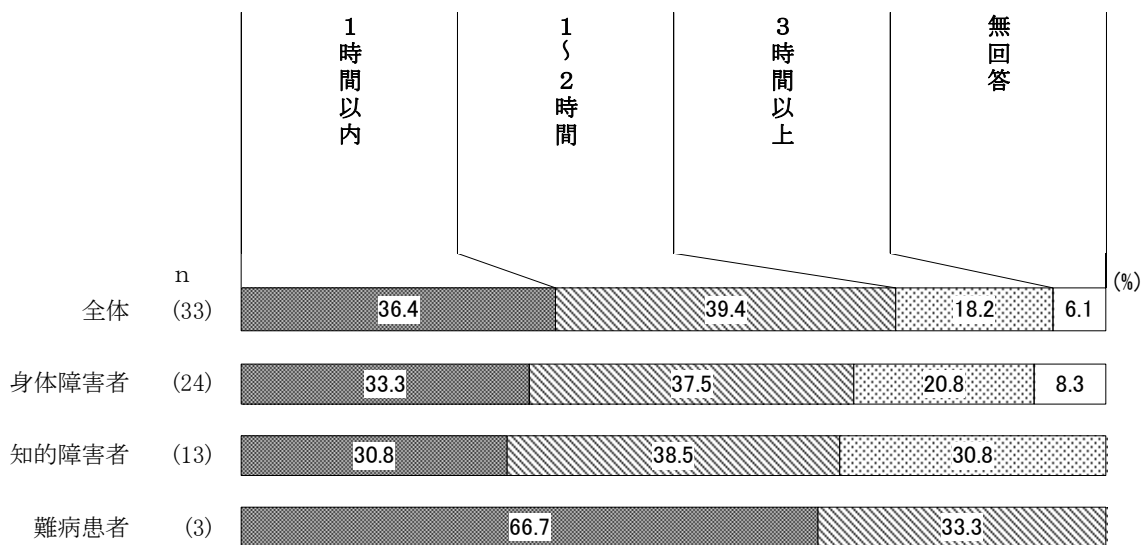 1時間以内
1~2時間
3時間以上
無回答
n
(%)
全体 (33) 36.4 39.4 18.2 6.1
身体障害者 (24) 33.3 37.5 20.8 8.3
知的障害者 (13) 30.8 38.5 30.8
難病患者 (3) 66.7 33.3